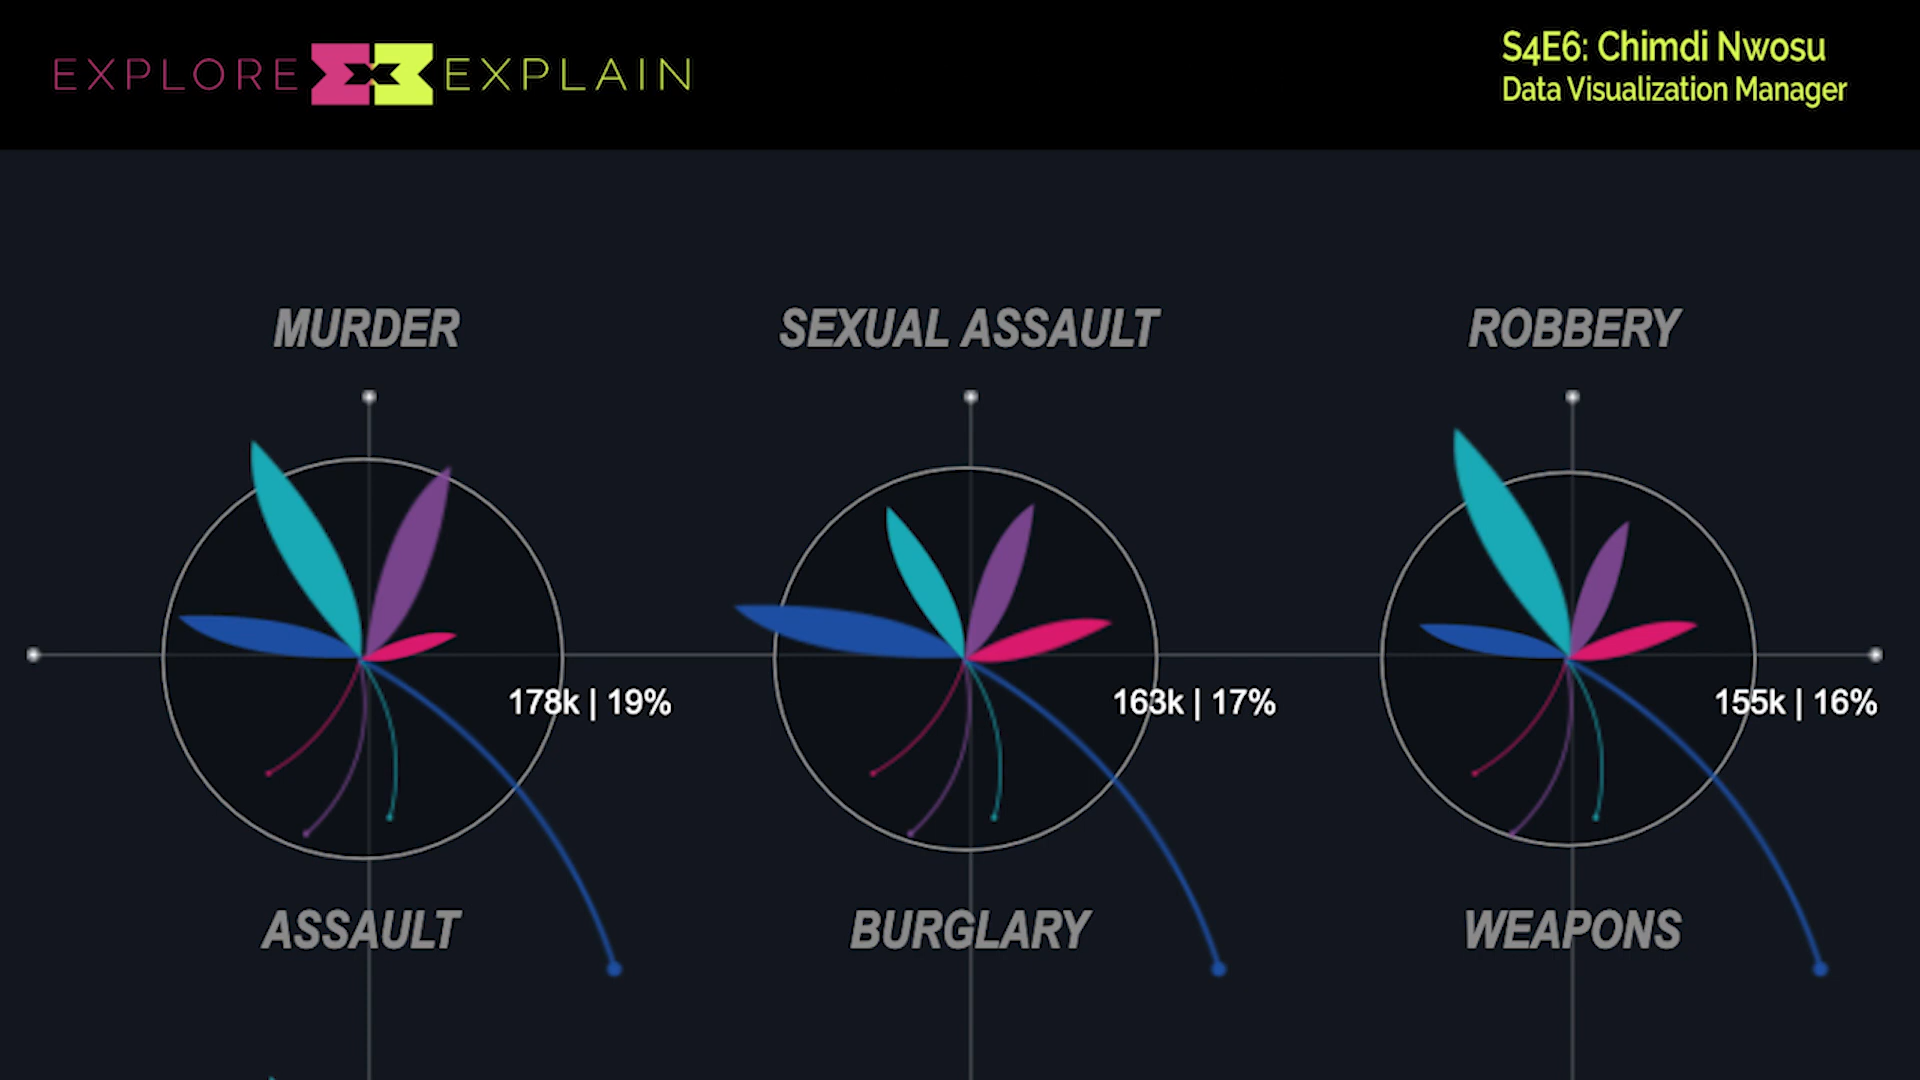 EXPLORE EXPLAIN
S4E6: Chimdi Nwosu
Data Visualization Manager
MURDER
SEXUAL ASSAULT
ROBBERY
178k | 19%
163k | 17%
155k | 16%
ASSAULT
BURGLARY
WEAPONS